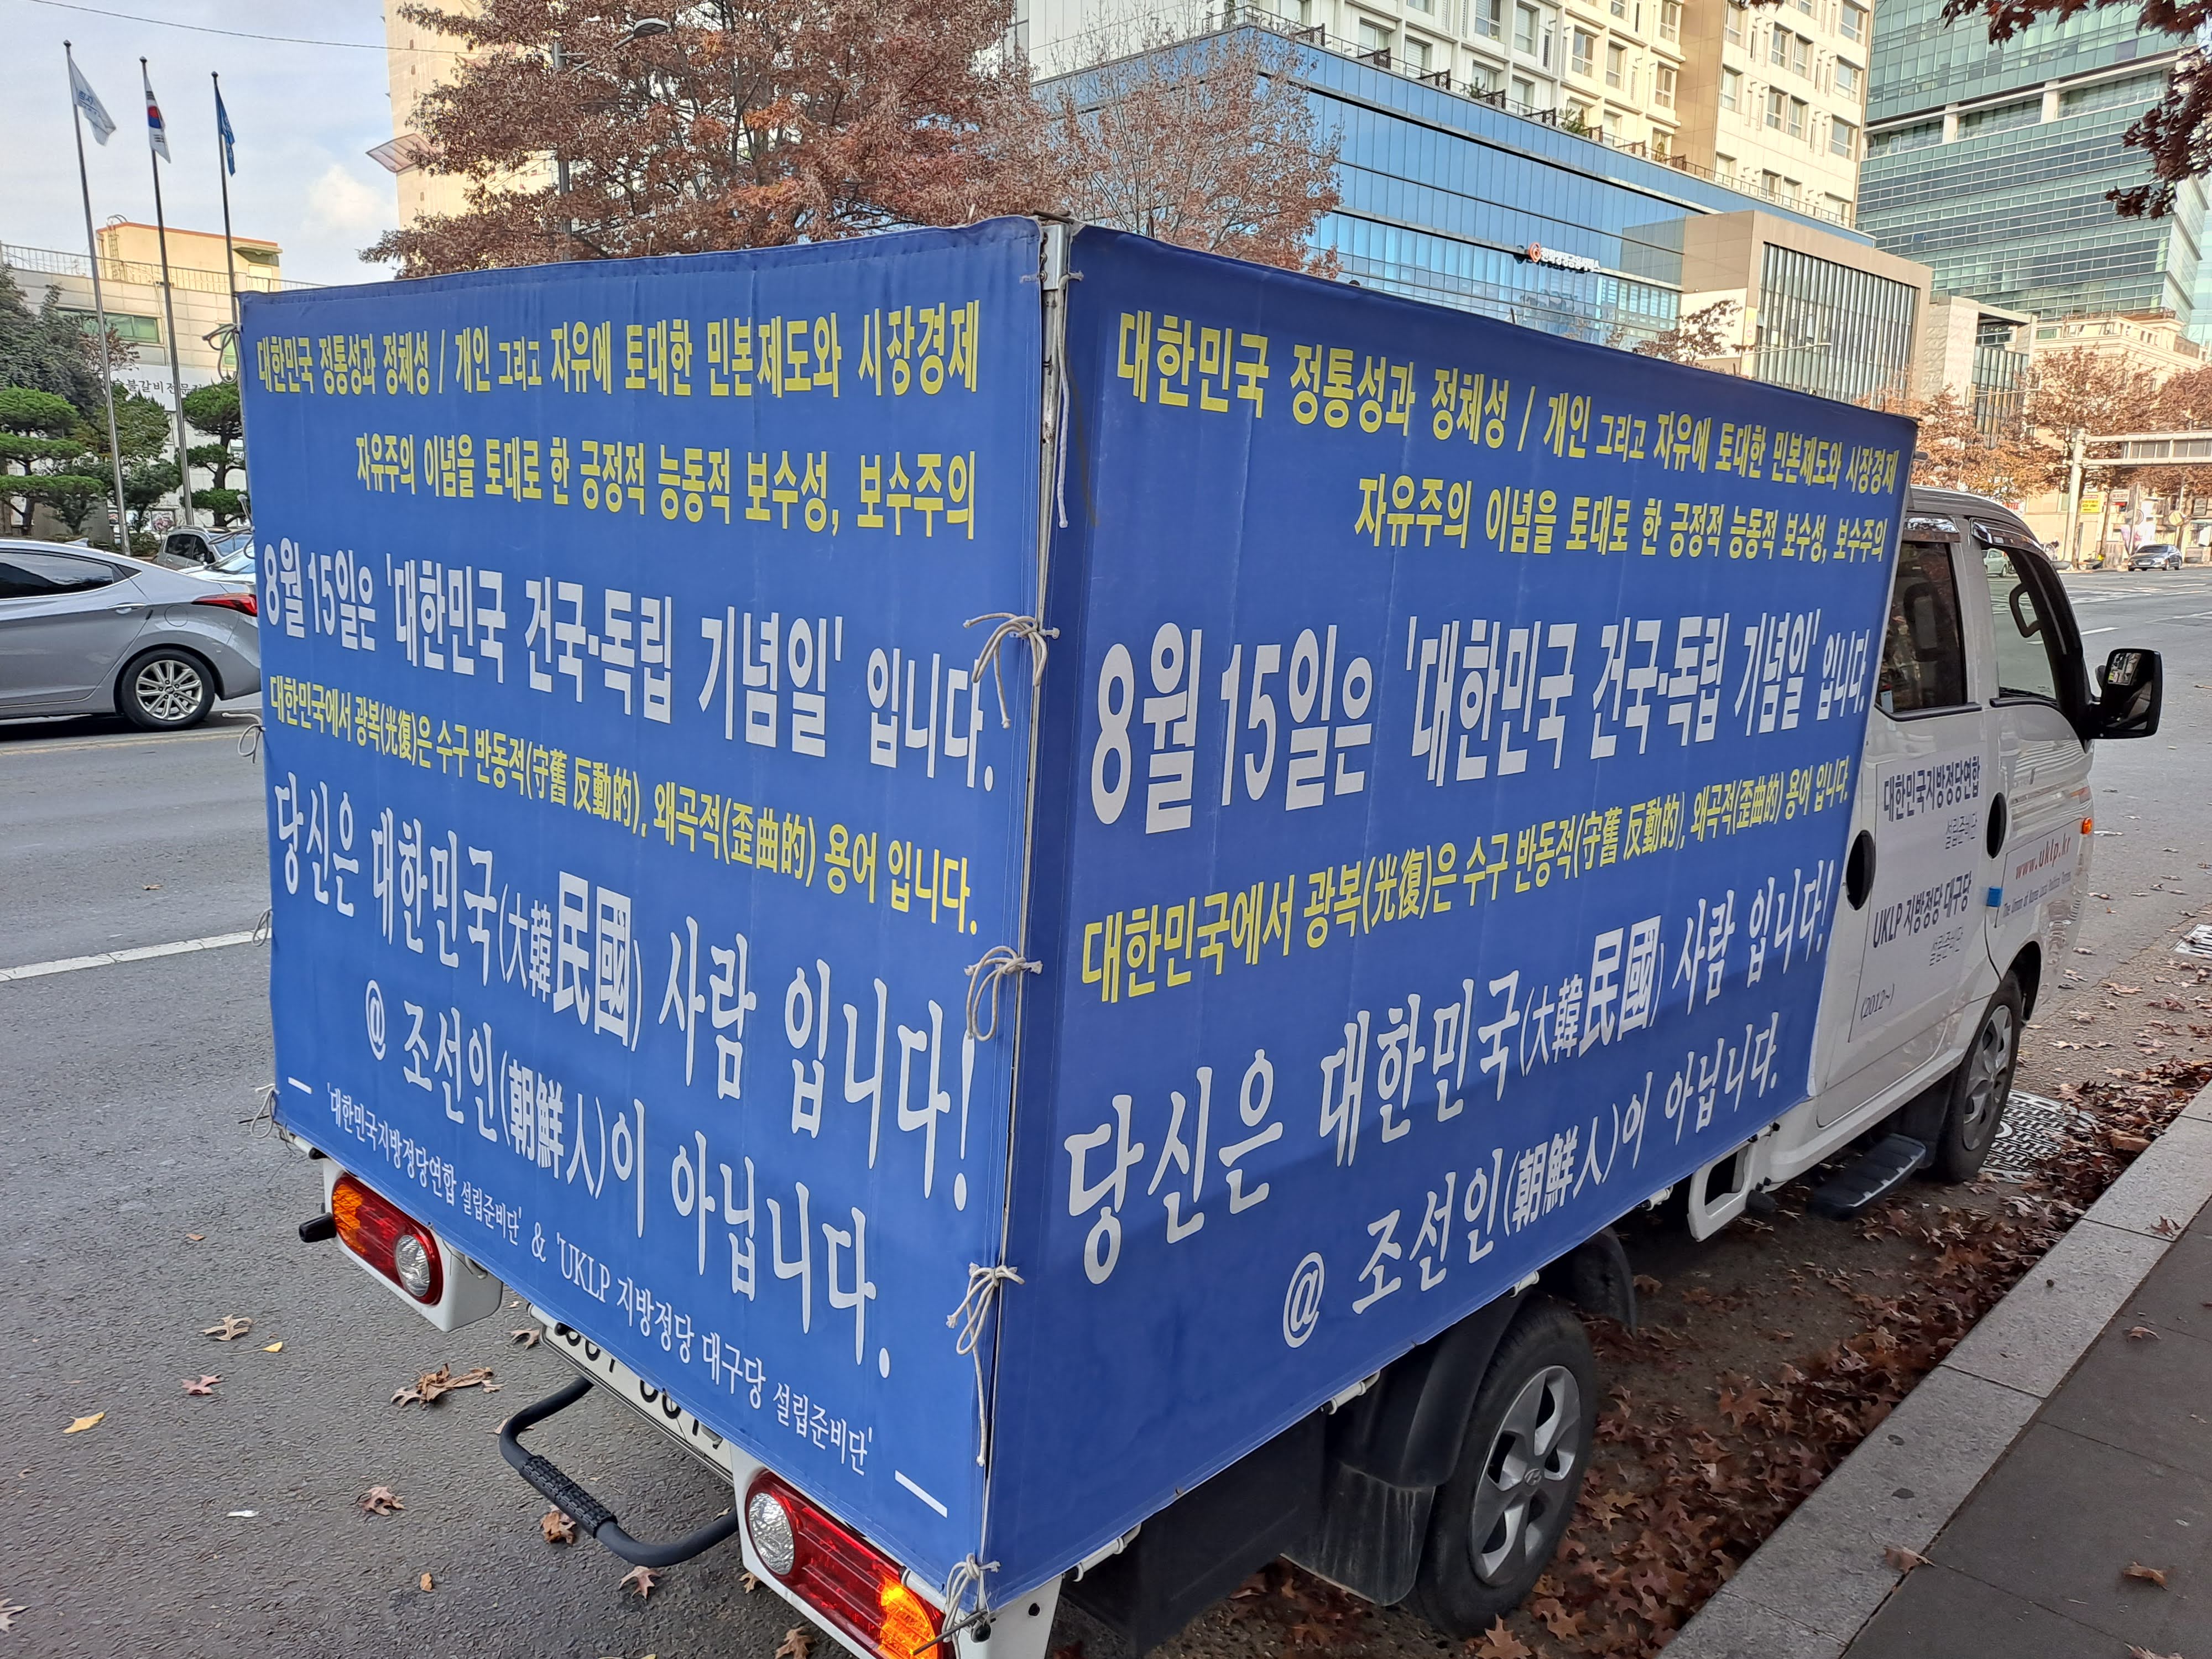 대한민국 정통성과 정체성 / 개인 그리고 자유에 토대한 민본제도와 시장경제
자유주의 이념을 토대로 한 긍정적 능동적 보수성, 보수주의
8월 15일은 '대한민국 건국·독립 기념일' 입니다.
대한민국에서 광복(光復)은 수구 반동적(守舊 反動的), 왜곡적(歪曲的) 용어 입니다.
당신은 대한민국(大韓民國) 사람 입니다!
@ 조선인(朝鮮人)이 아닙니다.
— '대한민국지방정당연합 설립준비단' & 'UKLP 지방정당 대구당 설립준비단' —
대한민국 정통성과 정체성 / 개인 그리고 자유에 토대한 민본제도와 시장경제
자유주의 이념을 토대로 한 긍정적 능동적 보수성, 보수주의
8월 15일은 '대한민국 건국·독립 기념일' 입니다.
대한민국에서 광복(光復)은 수구 반동적(守舊 反動的), 왜곡적(歪曲的) 용어 입니다.
당신은 대한민국(大韓民國) 사람 입니다!
@ 조선인(朝鮮人)이 아닙니다.
대한민국지방정당연합
설립준비단
UKLP 지방정당 대구당
설립준비단
(2012~)
www.uklp.kr